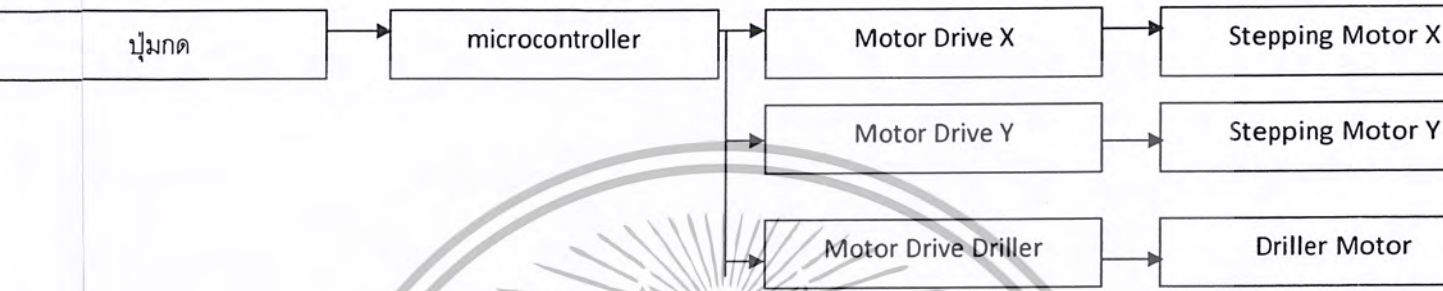 ปุ่มกด
microcontroller
Motor Drive X
Stepping Motor X
Motor Drive Y
Stepping Motor Y
Motor Drive Driller
Driller Motor